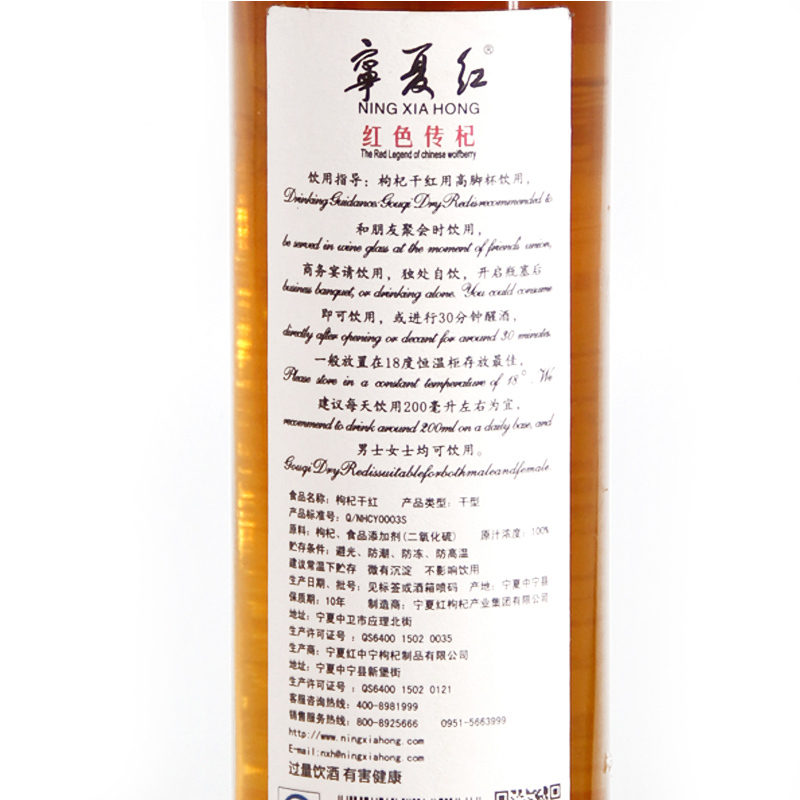 寧夏红®
NING XIA HONG
红色传杞
The Red Legend of chinese wolfberry
饮用指导：枸杞干红用高脚杯饮用，
Drinking Guidance: Gouqi Dry Red is recommended to
和朋友聚会时饮用，
be served in wine glass at the moment of friends' union,
商务宴请饮用，独处自饮，开启瓶塞后
business banquet, or drinking alone. You could consume
即可饮用，或进行30分钟醒酒，
directly after opening or decant for around 30 minutes.
一般放置在18度恒温柜存放最佳，
Please store in a constant temperature of 18°. We
建议每天饮用200毫升左右为宜，
recommend to drink around 200ml on a daily base, and
男士女士均可饮用。
Gouqi Dry Red is suitable for both male and female
食品名称：枸杞干红 产品类型：干型
产品标准号：Q/NHCY0003S
原料：枸杞、食品添加剂(二氧化硫) 原汁浓度：100%
贮存条件：避光、防潮、防冻、防高温
建议常温下贮存 微有沉淀 不影响饮用
生产日期、批号：见标签或酒箱喷码 产地：宁夏中宁县
保质期：10年 制造商：宁夏红枸杞产业集团有限公司
地址：宁夏中卫市应理北街
生产许可证号：QS6400 1502 0035
生产商：宁夏红中宁枸杞制品有限公司
地址：宁夏中宁县新堡街
生产许可证号：QS6400 1502 0121
客服咨询热线：400-8981999
销售服务热线：800-8925666 0951-5663999
http://www.ningxiahong.com
E-mail:nxh@ningxiahong.com
过量饮酒 有害健康